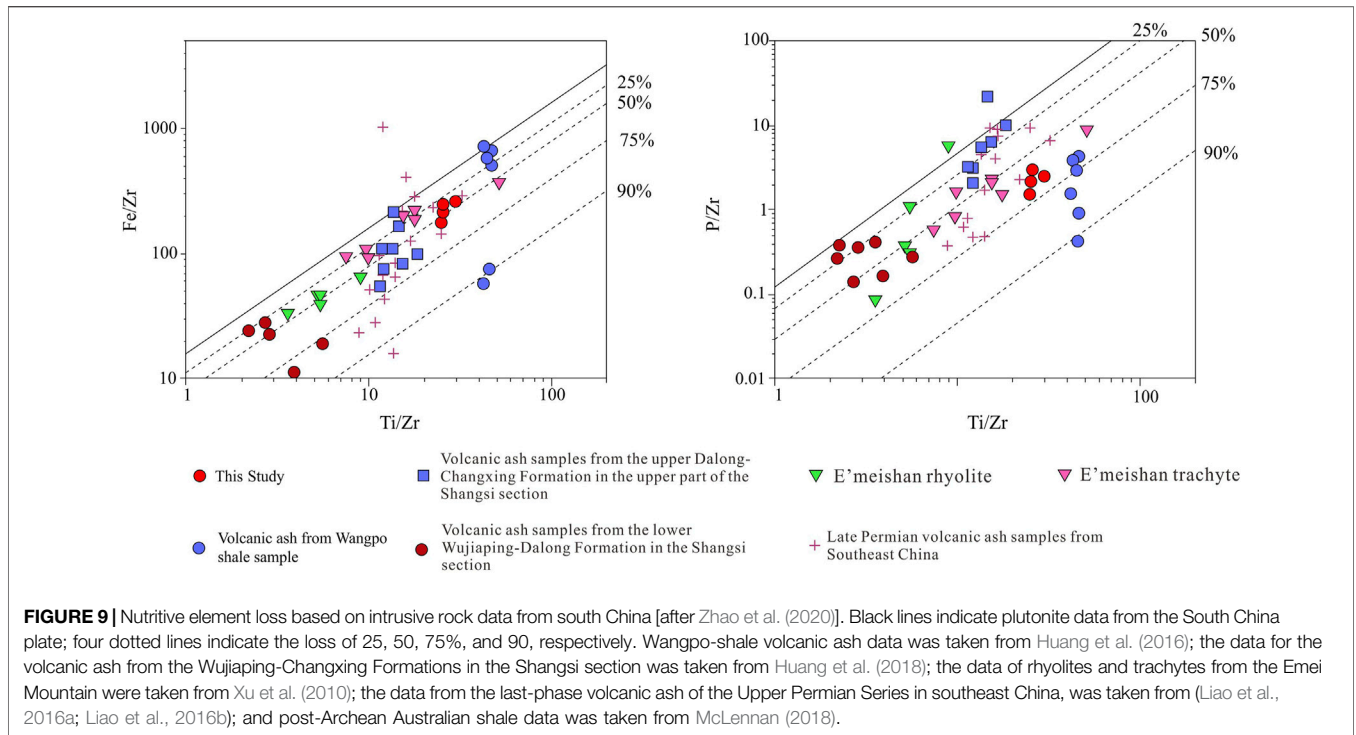 1000
100
10
Fe/Zr
1
10
100
Ti/Zr
25%
50%
75%
90%
100
10
1
0.1
0.01
P/Zr
1
100
Ti/Zr
25%
50%
75%
90%
This Study
Volcanic ash samples from the upper Dalong-
Changxing Formation in the upper part of the
Shangsi section
E'meishan rhyolite
E'meishan trachyte
Volcanic ash from Wangpo
shale sample
Volcanic ash samples from the lower
Wujiaping-Dalong Formation in the Shangsi
section
Late Permian volcanic ash samples from
Southeast China
FIGURE 9 | Nutritive element loss based on intrusive rock data from south China [after Zhao et al. (2020)]. Black lines indicate plutonite data from the South China
plate; four dotted lines indicate the loss of 25, 50, 75%, and 90, respectively. Wangpo-shale volcanic ash data was taken from Huang et al. (2016); the data for the
volcanic ash from the Wujiaping-Changxing Formations in the Shangsi section was taken from Huang et al. (2018); the data of rhyolites and trachytes from the Emei
Mountain were taken from Xu et al. (2010); the data from the last-phase volcanic ash of the Upper Permian Series in southeast China, was taken from (Liao et al.,
2016a; Liao et al., 2016b); and post-Archean Australian shale data was taken from McLennan (2018).